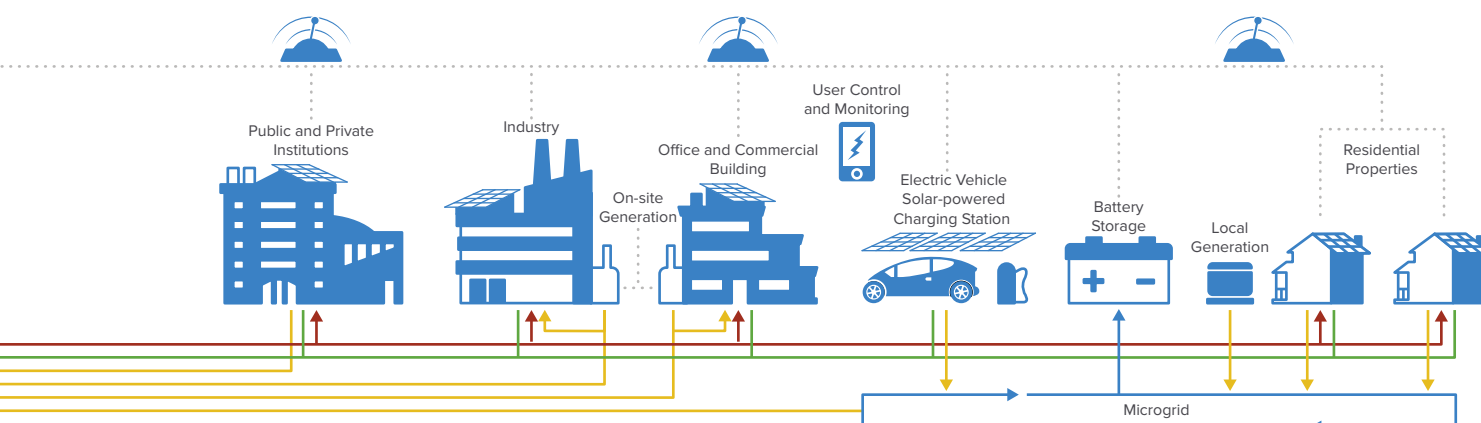 User Control
and Monitoring
Public and Private
Institutions
Industry
Office and Commercial
Building
Residential
Properties
On-site
Generation
Electric Vehicle
Solar-powered
Charging Station
Battery
Storage
Local
Generation
Microgrid